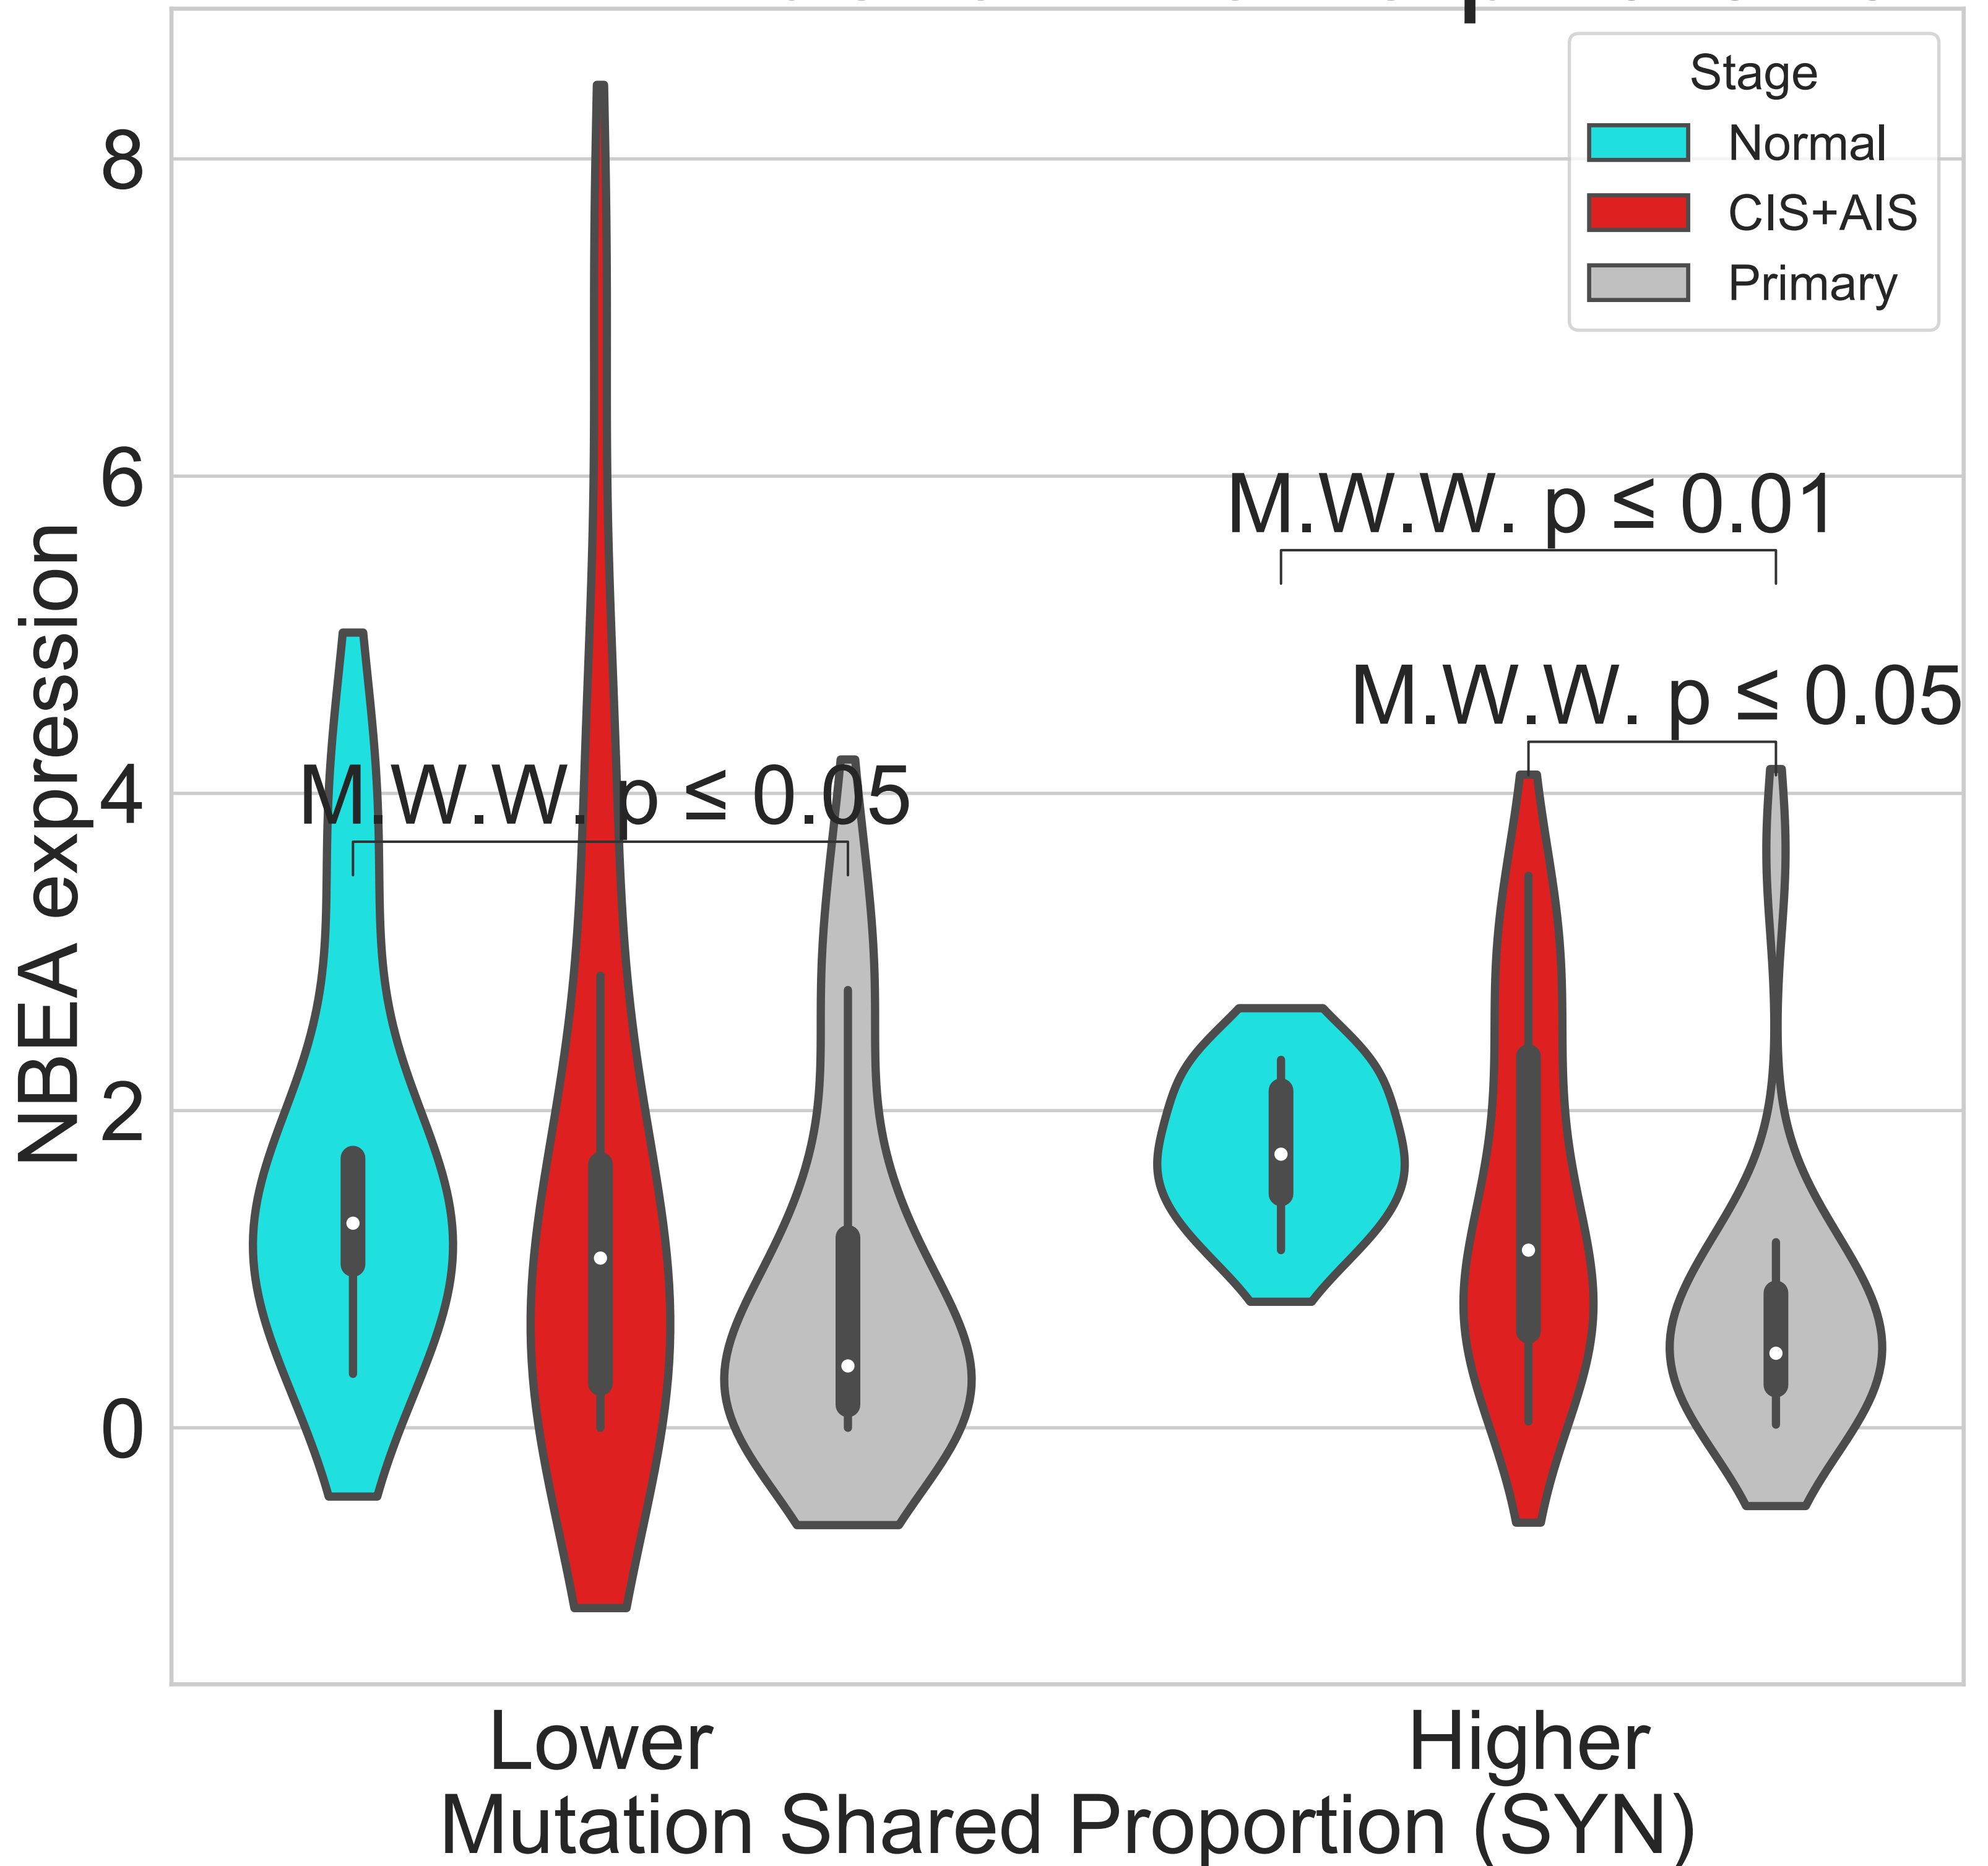 Stage
Normal
CIS+AIS
Primary
8
6
4
2
0
NBEA expression
M.W.W. p ≤ 0.01
M.W.W. p ≤ 0.05
M.W.W. p ≤ 0.05
Lower
Higher
Mutation Shared Proportion (SYN)